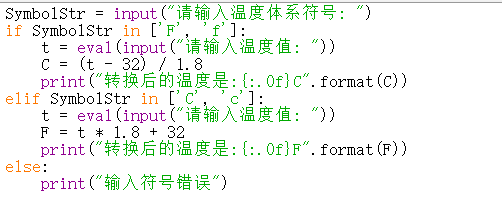 SymbolStr = input("请输入温度体系符号: ")
if SymbolStr in ['F', 'f']:
    t = eval(input("请输入温度值: "))
    C = (t - 32) / 1.8
    print("转换后的温度是:{:.0f}C".format(C))
elif SymbolStr in ['C', 'c']:
    t = eval(input("请输入温度值: "))
    F = t * 1.8 + 32
    print("转换后的温度是:{:.0f}F".format(F))
else:
    print("输入符号错误")